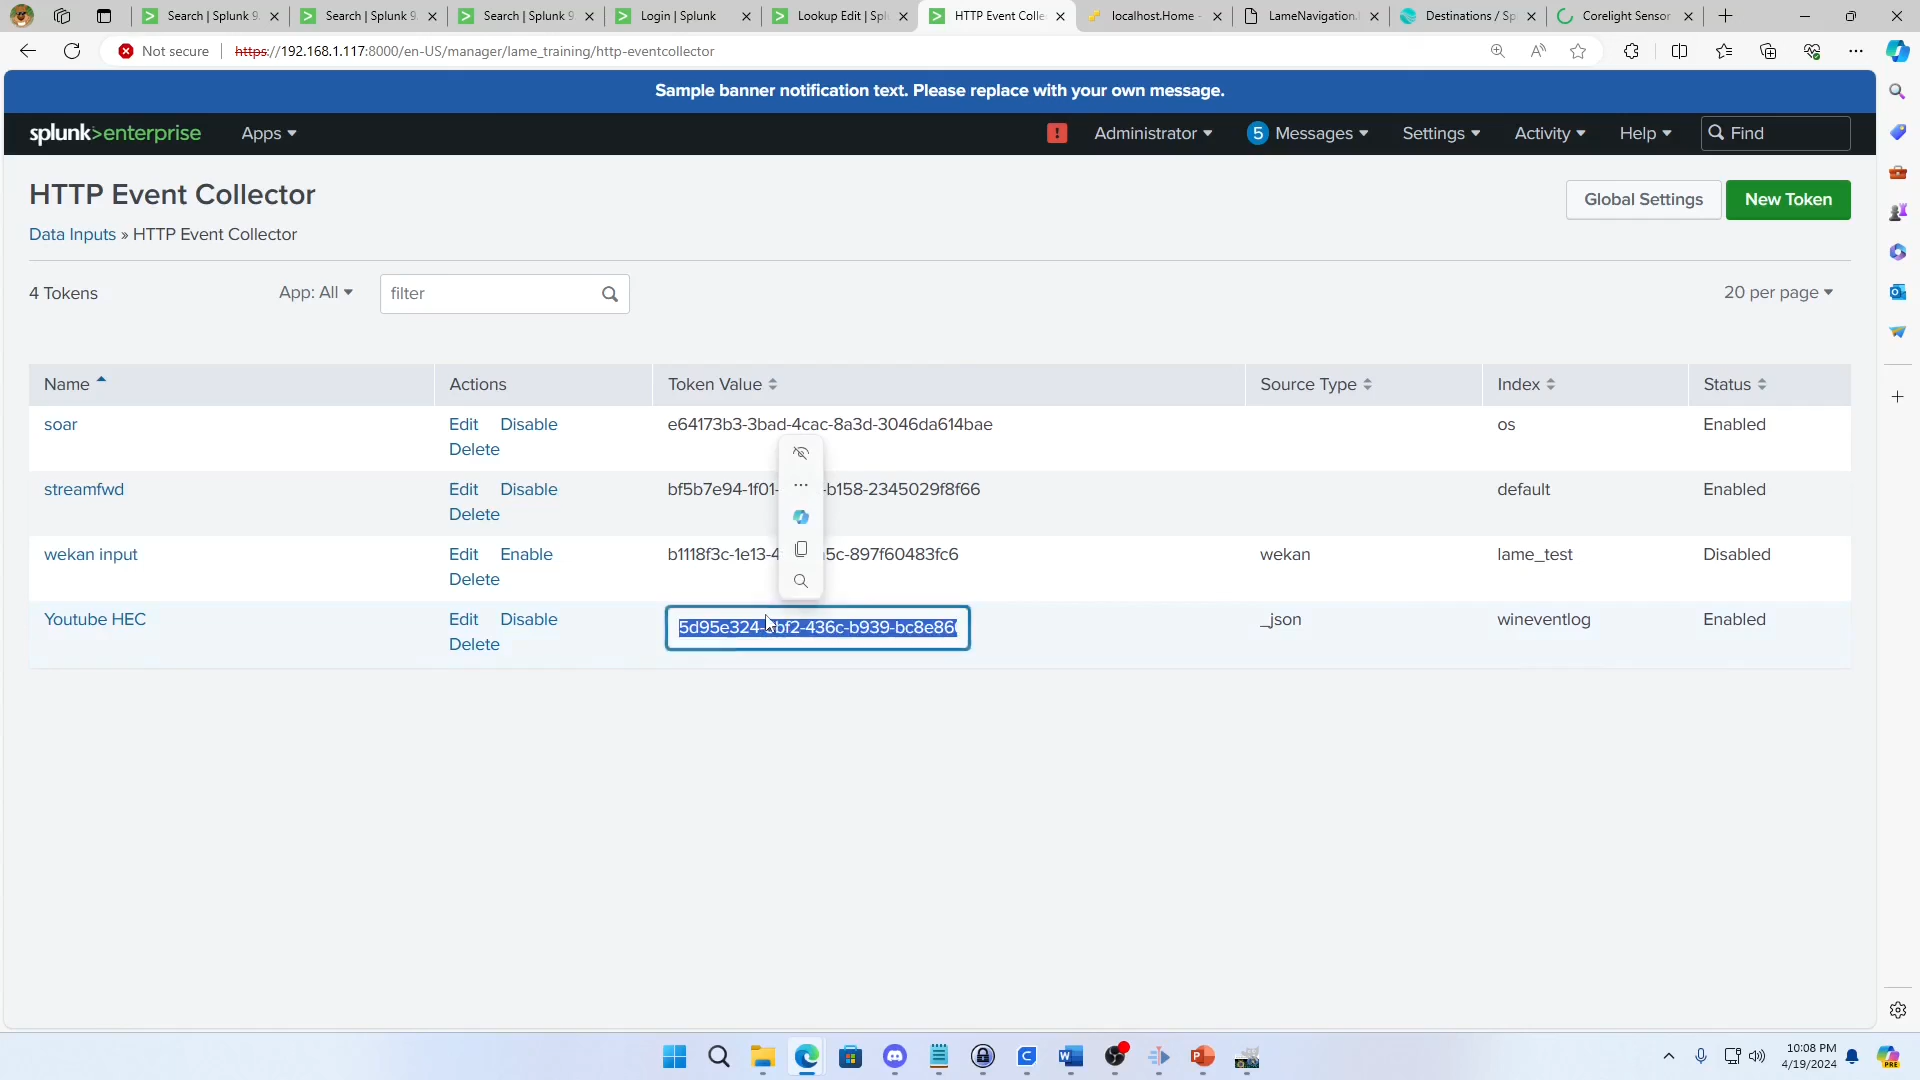 Search | Splunk 9.
Search | Splunk 9
Search | Splunk 9
Login | Splunk
Lookup Edit | Spl
HTTP Event Colle
localhost.Home -
LameNavigation.
Destinations / Sp
Corelight Sensor
Not secure
https://192.168.1.117:8000/en-US/manager/lame_training/http-eventcollector
Sample banner notification text. Please replace with your own message.
splunk>enterprise
Apps
!
Administrator
5 Messages
Settings
Activity
Help
Find
HTTP Event Collector
Global Settings
New Token
Data Inputs » HTTP Event Collector
4 Tokens
App: All
filter
20 per page
Name
Actions
Token Value
Source Type
Index
Status
soar
Edit Disable
Delete
e64173b3-3bad-4cac-8a3d-3046da614bae
os
Enabled
streamfwd
Edit Disable
Delete
bf5b7e94-1f01- -b158-2345029f8f66
default
Enabled
wekan input
Edit Enable
Delete
b1118f3c-1e13-4 5c-897f60483fc6
wekan
lame_test
Disabled
Youtube HEC
Edit Disable
Delete
5d95e324- bf2-436c-b939-bc8e86
_json
wineventlog
Enabled
10:08 PM
4/19/2024
PRE